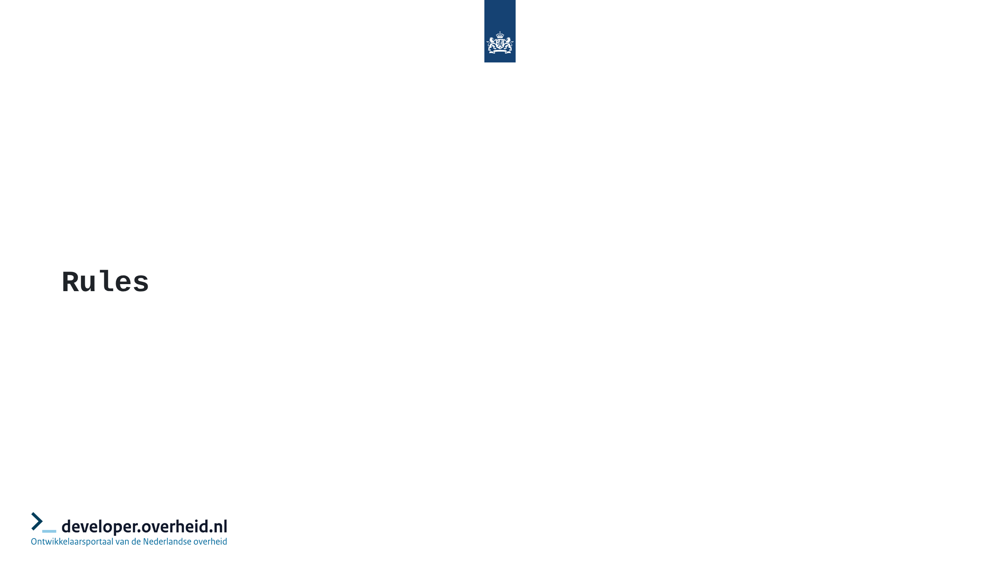 Rules
developer.overheid.nl
Ontwikkelaarsportaal van de Nederlandse overheid